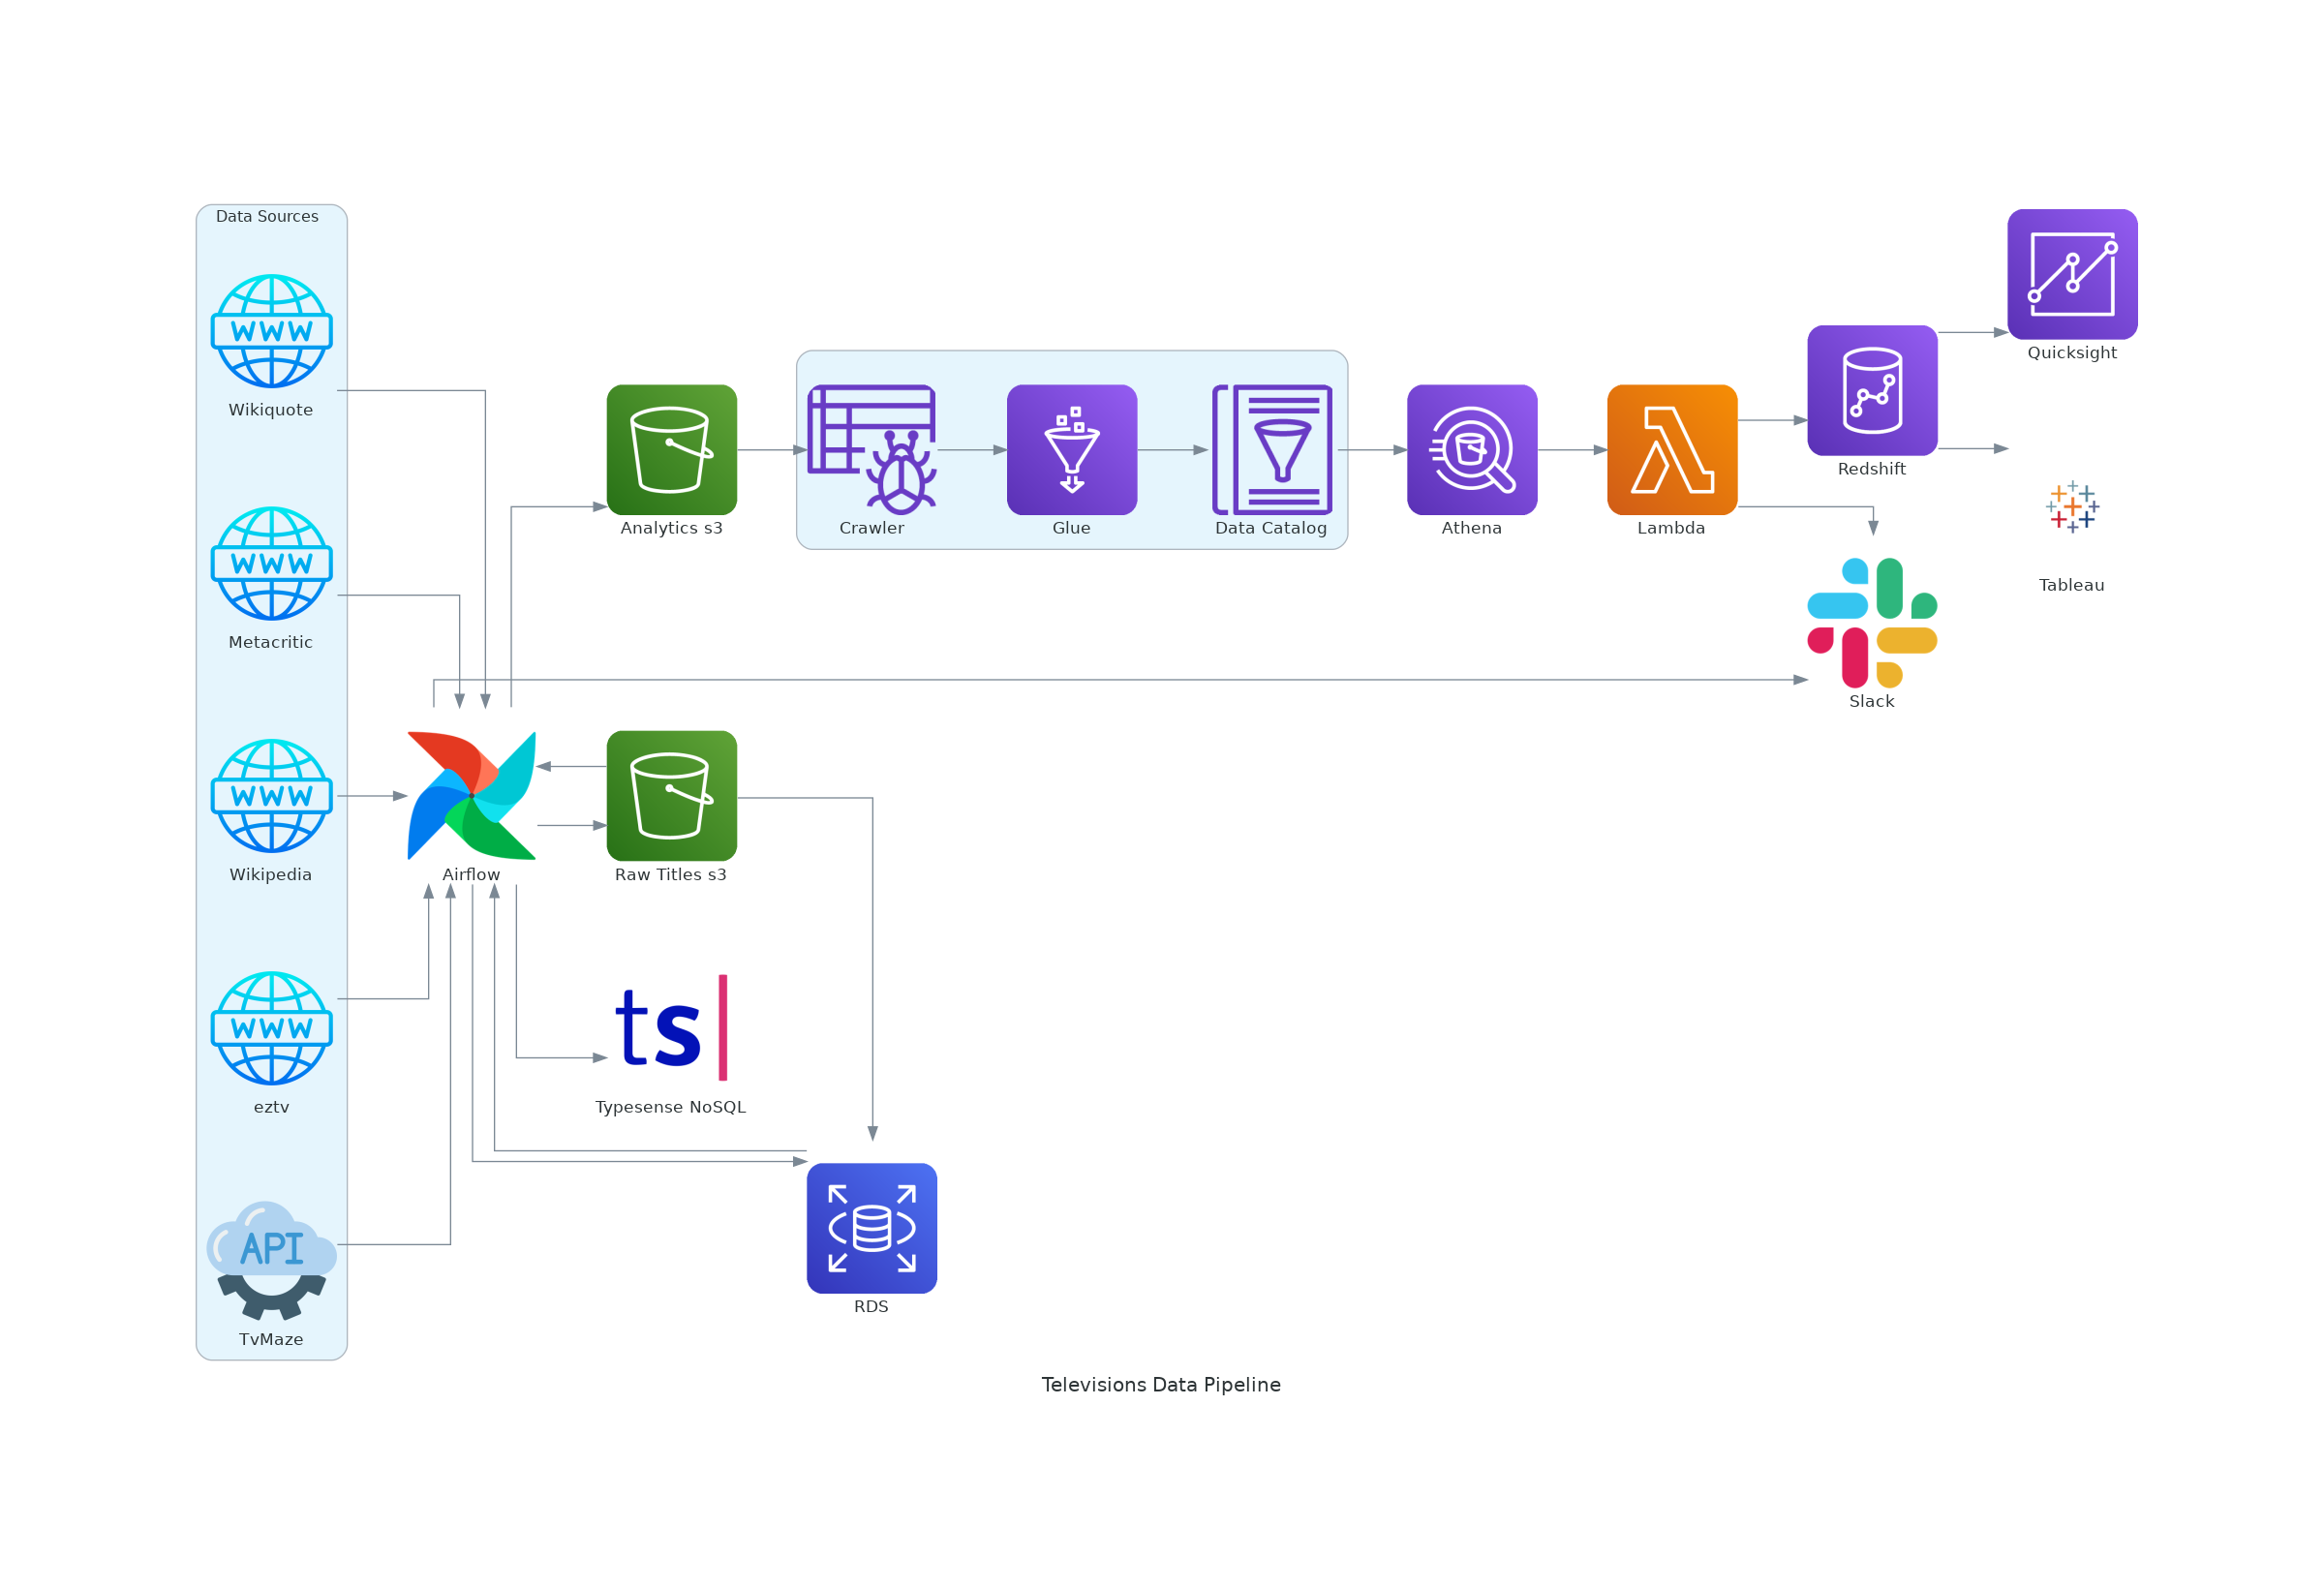 Data Sources
WWW
Wikiquote
WWW
Metacritic
WWW
Wikipedia
WWW
eztv
API
TvMaze
Airflow
Analytics s3
Crawler
Glue
Data Catalog
Athena
Lambda
Redshift
Quicksight
Tableau
Slack
Raw Titles s3
ts|
Typesense NoSQL
RDS
Televisions Data Pipeline